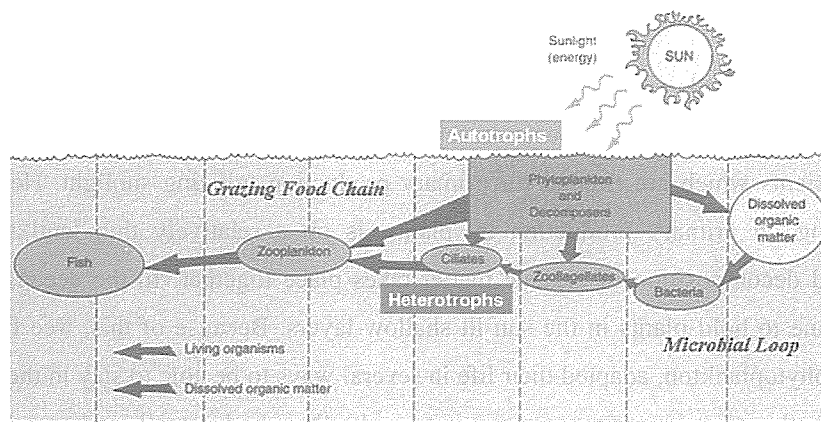 Sunlight
(energy)
SUN
Autotrophs
Grazing Food Chain
Phytoplankton
and
Decomposers
Dissolved
organic
matter
Fish
Zooplankton
Ciliates
Zooflagellates
Bacteria
Heterotrophs
Microbial Loop
Living organisms
Dissolved organic matter